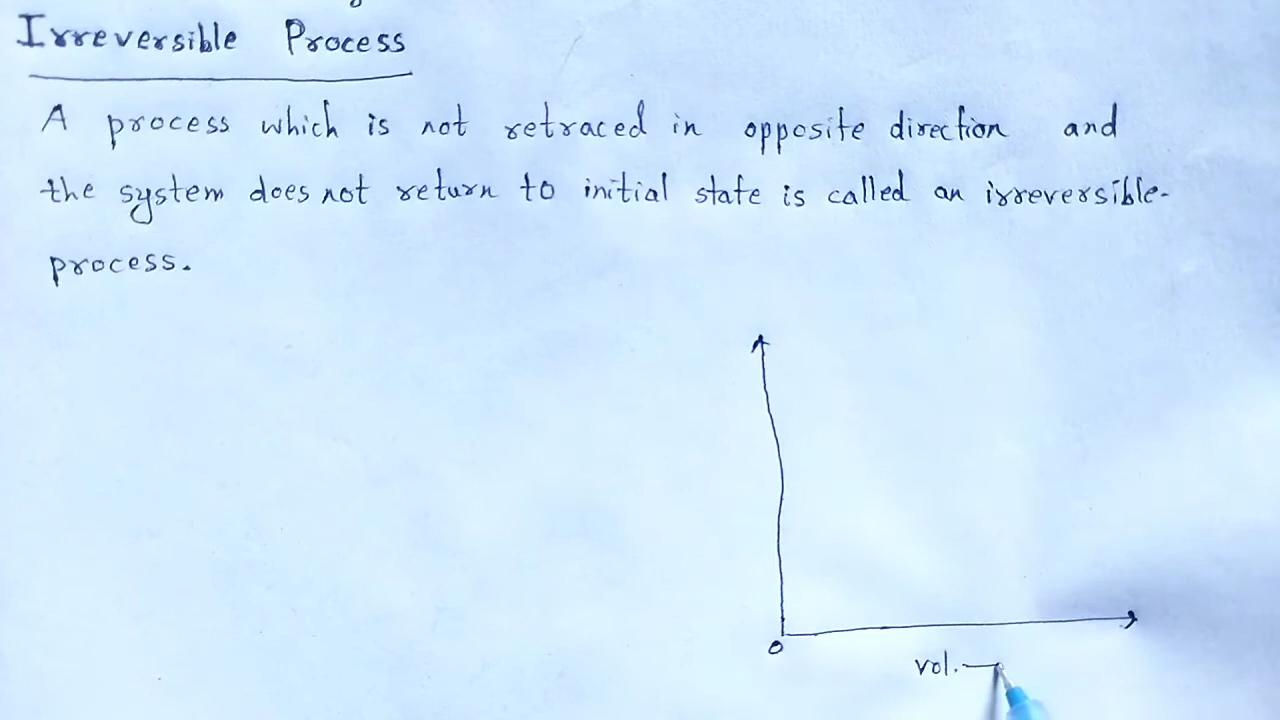 Irreversible Process
A process which is not retraced in opposite direction and
the system does not return to initial state is called an irreversible-
process.
O
vol.